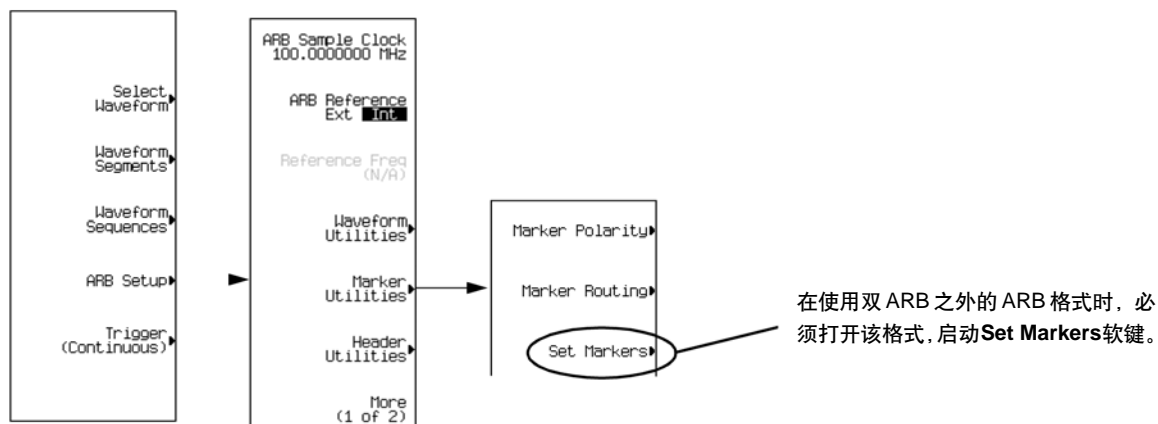 Select
Waveform
Waveform
Segments
Waveform
Sequences
ARB Setup
Trigger
(Continuous)
ARB Sample Clock
100.0000000 MHz
ARB Reference
Ext Int
Reference Freq
(N/A)
Waveform
Utilities
Marker
Utilities
Header
Utilities
More
(1 of 2)
Marker Polarity
Marker Routing
Set Markers
在使用双 ARB 之外的 ARB 格式时，必
须打开该格式，启动Set Markers软键。